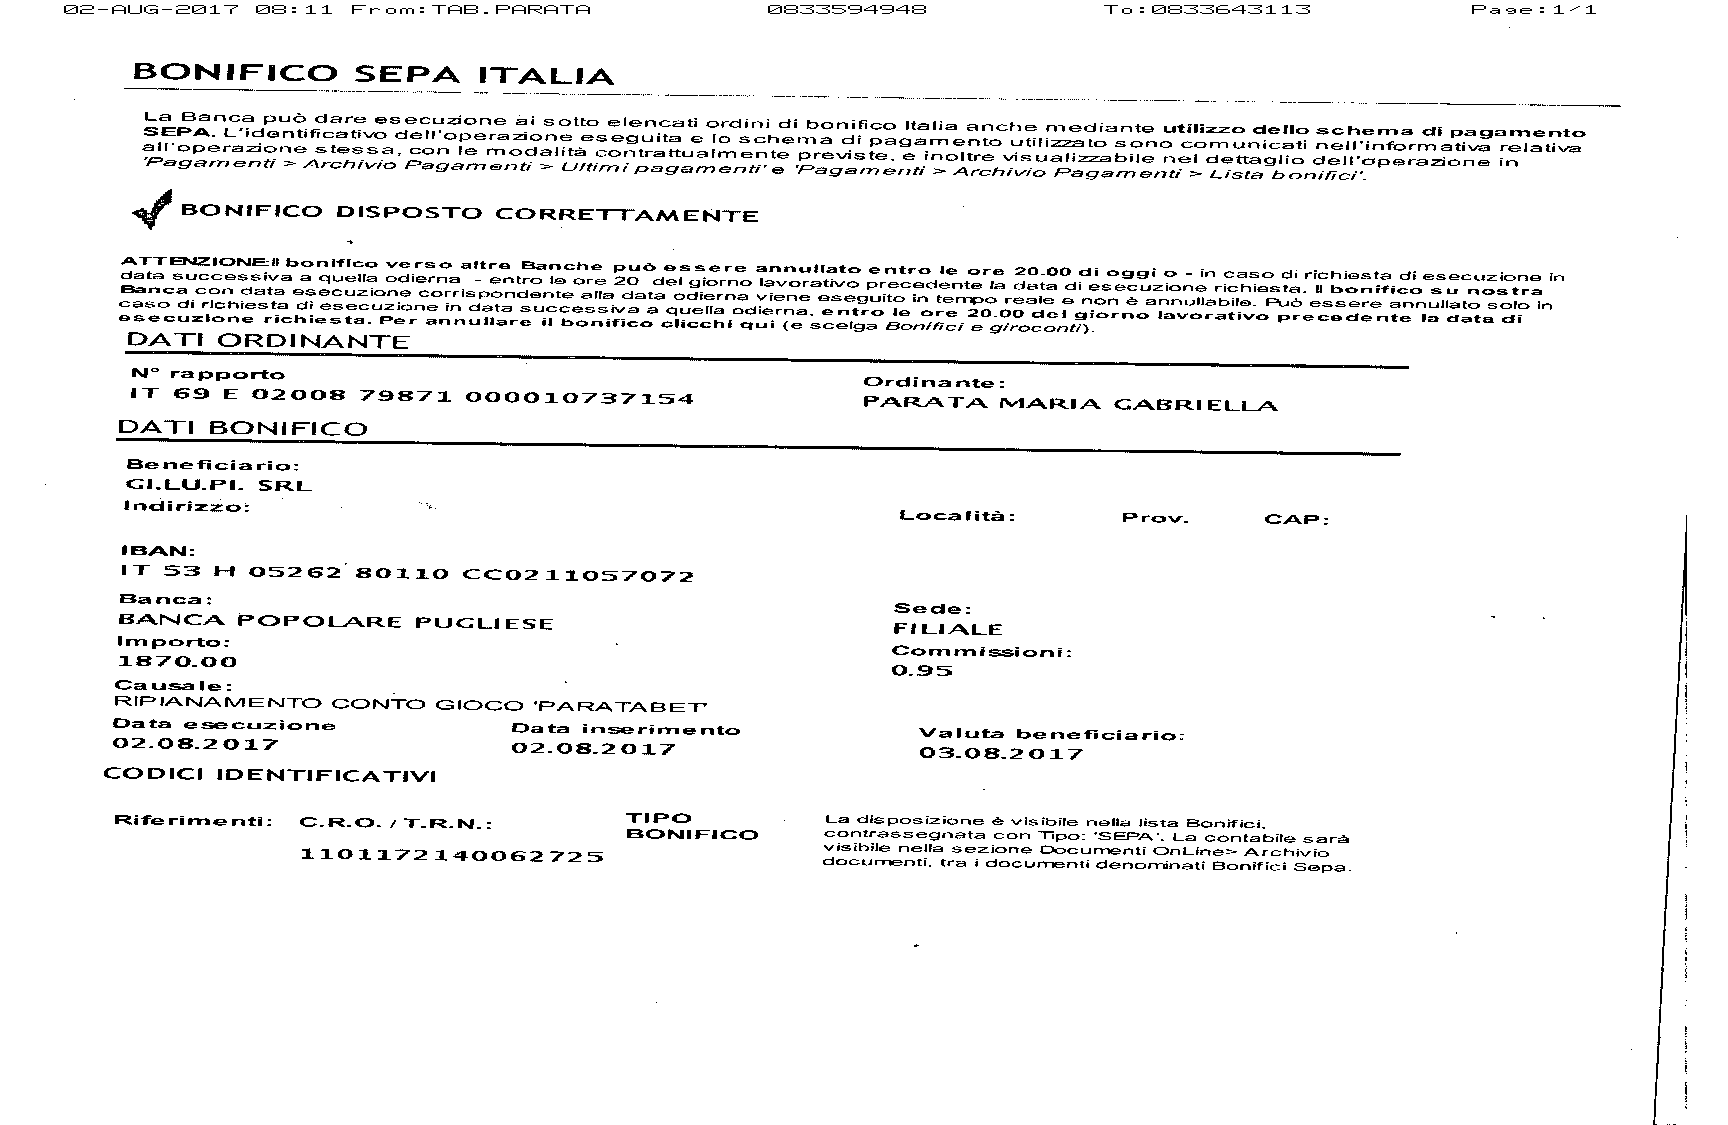 02-AUG-2017 08:11 From:TAB.PARATA 0833594948 To:0833643113 Page:1/1
BONIFICO SEPA ITALIA
La Banca può dare esecuzione ai sotto elencati ordini di bonifico Italia anche mediante utilizzo dello schema di pagamento
SEPA. L'identificativo dell'operazione eseguita e lo schema di pagamento utilizzato sono comunicati nell'informativa relativa
all'operazione stessa, con le modalità contrattualmente previste, e inoltre visualizzabile nel dettaglio dell'operazione in
'Pagamenti > Archivio Pagamenti > Ultimi pagamenti' e 'Pagamenti > Archivio Pagamenti > Lista bonifici'.
BONIFICO DISPOSTO CORRETTAMENTE
ATTENZIONE:Il bonifico verso altre Banche può essere annullato entro le ore 20.00 di oggi o - in caso di richiesta di esecuzione in
data successiva a quella odierna - entro le ore 20 del giorno lavorativo precedente la data di esecuzione richiesta. Il bonifico su nostra
Banca con data esecuzione corrispondente alla data odierna viene eseguito in tempo reale e non è annullabile. Può essere annullato solo in
caso di richiesta di esecuzione in data successiva a quella odierna, entro le ore 20.00 del giorno lavorativo precedente la data di
esecuzione richiesta. Per annullare il bonifico clicchi qui (e scelga Bonifici e giroconti).
DATI ORDINANTE
N° rapporto Ordinante:
IT 69 E 02008 79871 000010737154 PARATA MARIA GABRIELLA
DATI BONIFICO
Beneficiario:
GI.LU.PI. SRL
Indirizzo: Località: Prov. CAP:
IBAN:
IT 53 H 05262 80110 CC0211057072
Banca: Sede:
BANCA POPOLARE PUGLIESE FILIALE
Importo: Commissioni:
1870.00 0.95
Causale:
RIPIANAMENTO CONTO GIOCO 'PARATABET'
Data esecuzione Data inserimento Valuta beneficiario:
02.08.2017 02.08.2017 03.08.2017
CODICI IDENTIFICATIVI
Riferimenti: C.R.O. / T.R.N.: TIPO BONIFICO La disposizione è visibile nella lista Bonifici,
contrassegnata con Tipo: 'SEPA'. La contabile sarà
1101172140062725 visibile nella sezione Documenti OnLine> Archivio
documenti, tra i documenti denominati Bonifici Sepa.